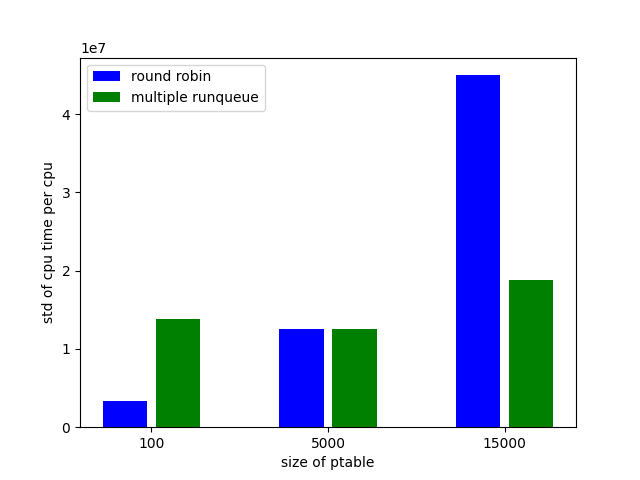 1e7
round robin
multiple runqueue
4
3
2
1
0
std of cpu time per cpu
100
5000
15000
size of ptable